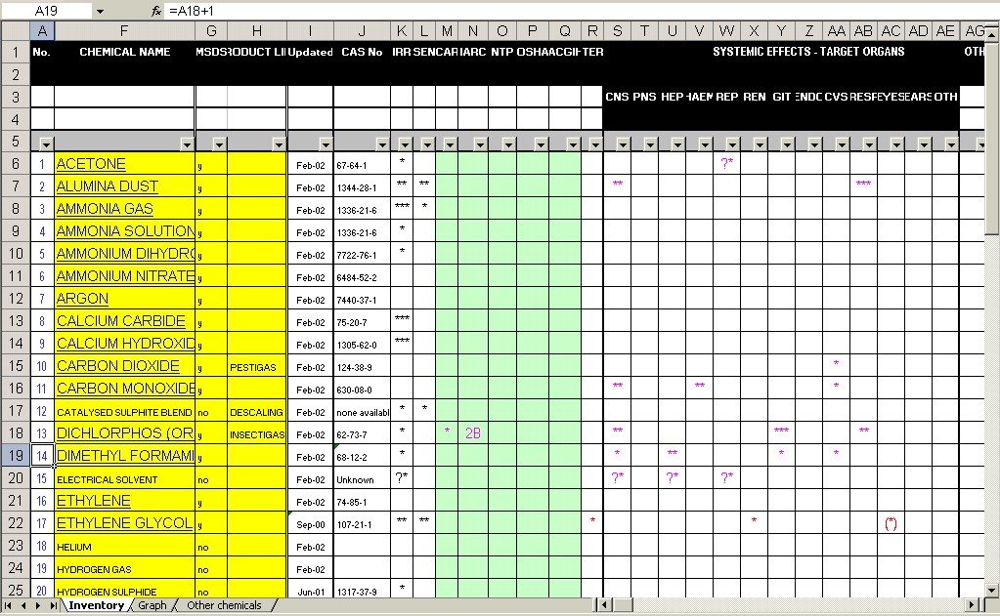 A19 fx =A18+1
A F G H I J K L M N O P Q R S T U V W X Y Z AA AB AC AD AE AG
1 No. CHEMICAL NAME MSDS RODUCT LI Updated CAS No IRR SEN CAR IARC NTP OSHA ACGIH TER SYSTEMIC EFFECTS - TARGET ORGANS OTH
2
3 CNS PNS HEP HAEM REP REN GIT ENDO CVS RESP EYES EARS OTH
4
5
6 1 ACETONE y Feb-02 67-64-1 * ?*
7 2 ALUMINA DUST y Feb-02 1344-28-1 ** ** ** ***
8 3 AMMONIA GAS y Feb-02 1336-21-6 *** *
9 4 AMMONIA SOLUTION y Feb-02 1336-21-6 *
10 5 AMMONIUM DIHYDRO y Feb-02 7722-76-1 *
11 6 AMMONIUM NITRATE y Feb-02 6484-52-2
12 7 ARGON y Feb-02 7440-37-1
13 8 CALCIUM CARBIDE y Feb-02 75-20-7 ***
14 9 CALCIUM HYDROXID y Feb-02 1305-62-0 ***
15 10 CARBON DIOXIDE y PESTIGAS Feb-02 124-38-9 *
16 11 CARBON MONOXIDE y Feb-02 630-08-0 ** ** *
17 12 CATALYSED SULPHITE BLEND no DESCALING Feb-02 none availabl * *
18 13 DICHLORPHOS (OR y INSECTIGAS Feb-02 62-73-7 * * 2B ** *** **
19 14 DIMETHYL FORMAMI y Feb-02 68-12-2 * * ** * *
20 15 ELECTRICAL SOLVENT no Feb-02 Unknown ?* ?* ?* ?*
21 16 ETHYLENE y Feb-02 74-85-1
22 17 ETHYLENE GLYCOL y Sep-00 107-21-1 ** ** * * (*)
23 18 HELIUM no Feb-02
24 19 HYDROGEN GAS no Feb-02
25 20 HYDROGEN SULPHIDE no Jun-01 1317-37-9 *
Inventory Graph Other chemicals